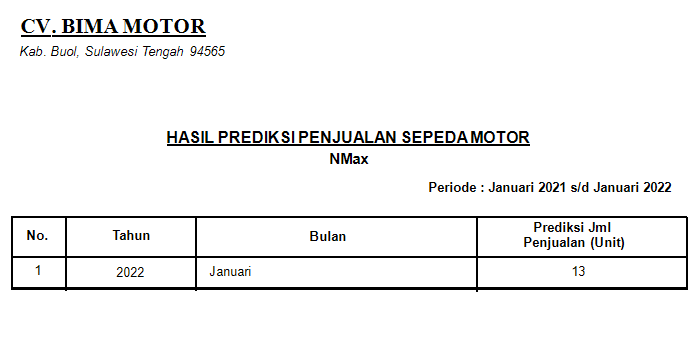 CV. BIMA MOTOR
Kab. Buol, Sulawesi Tengah 94565
HASIL PREDIKSI PENJUALAN SEPEDA MOTOR
NMax
Periode : Januari 2021 s/d Januari 2022
No. Tahun Bulan Prediksi Jml Penjualan (Unit)
1 2022 Januari 13